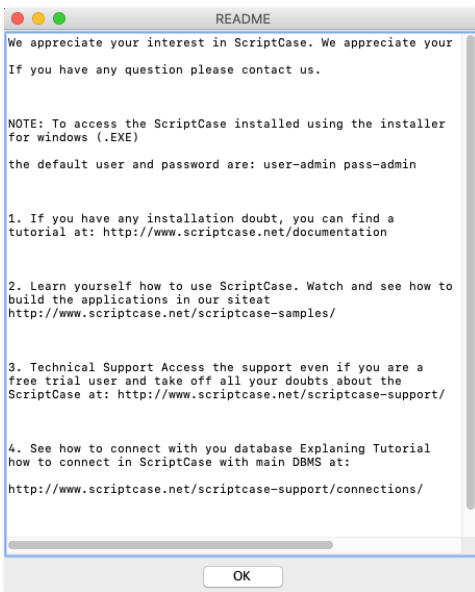 README
We appreciate your interest in ScriptCase. We appreciate your
If you have any question please contact us.
NOTE: To access the ScriptCase installed using the installer
for windows (.EXE)
the default user and password are: user-admin pass-admin
1. If you have any installation doubt, you can find a
tutorial at: http://www.scriptcase.net/documentation
2. Learn yourself how to use ScriptCase. Watch and see how to
build the applications in our siteat
http://www.scriptcase.net/scriptcase-samples/
3. Technical Support Access the support even if you are a
free trial user and take off all your doubts about the
ScriptCase at: http://www.scriptcase.net/scriptcase-support/
4. See how to connect with you database Explaning Tutorial
how to connect in ScriptCase with main DBMS at:
http://www.scriptcase.net/scriptcase-support/connections/
OK